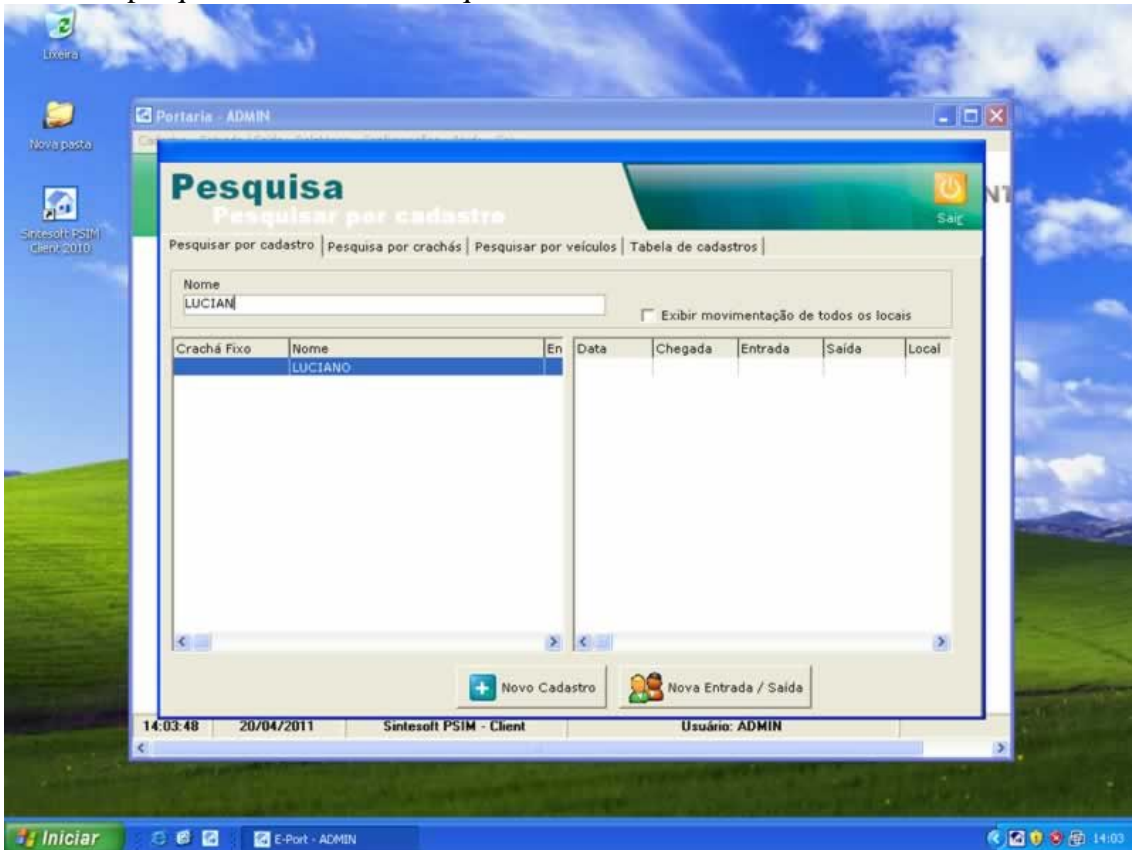 Lixeira
Nova pasta
Sintesoft PSIM
Client 2010
Portaria - ADMIN
Pesquisa
Pesquisar por cadastro
Sair
Pesquisar por cadastro
Pesquisa por crachás
Pesquisar por veículos
Tabela de cadastros
Nome
LUCIAN
Exibir movimentação de todos os locais
Crachá Fixo Nome En
Data Chegada Entrada Saída Local
LUCIANO
Novo Cadastro
Nova Entrada / Saída
14:03:48 20/04/2011 Sintesoft PSIM - Client Usuário: ADMIN
Iniciar
E-Port - ADMIN
14:03